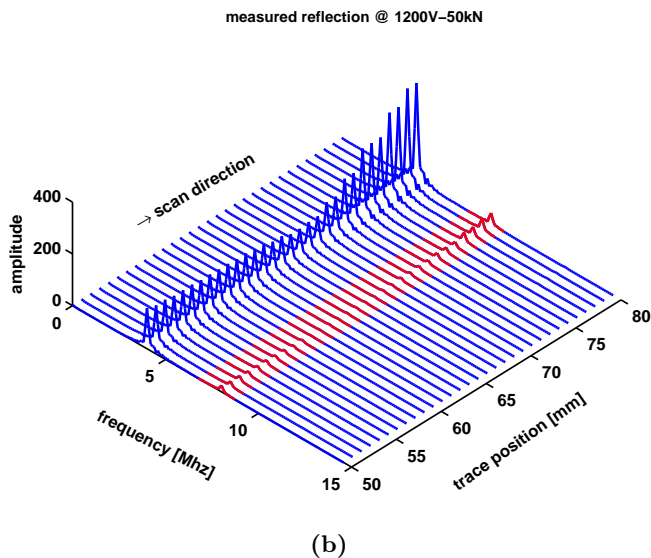 measured reflection @ 1200V−50kN
→ scan direction
400
200
0
amplitude
0
5
10
15
frequency [Mhz]
50
55
60
65
70
75
80
trace position [mm]
(b)